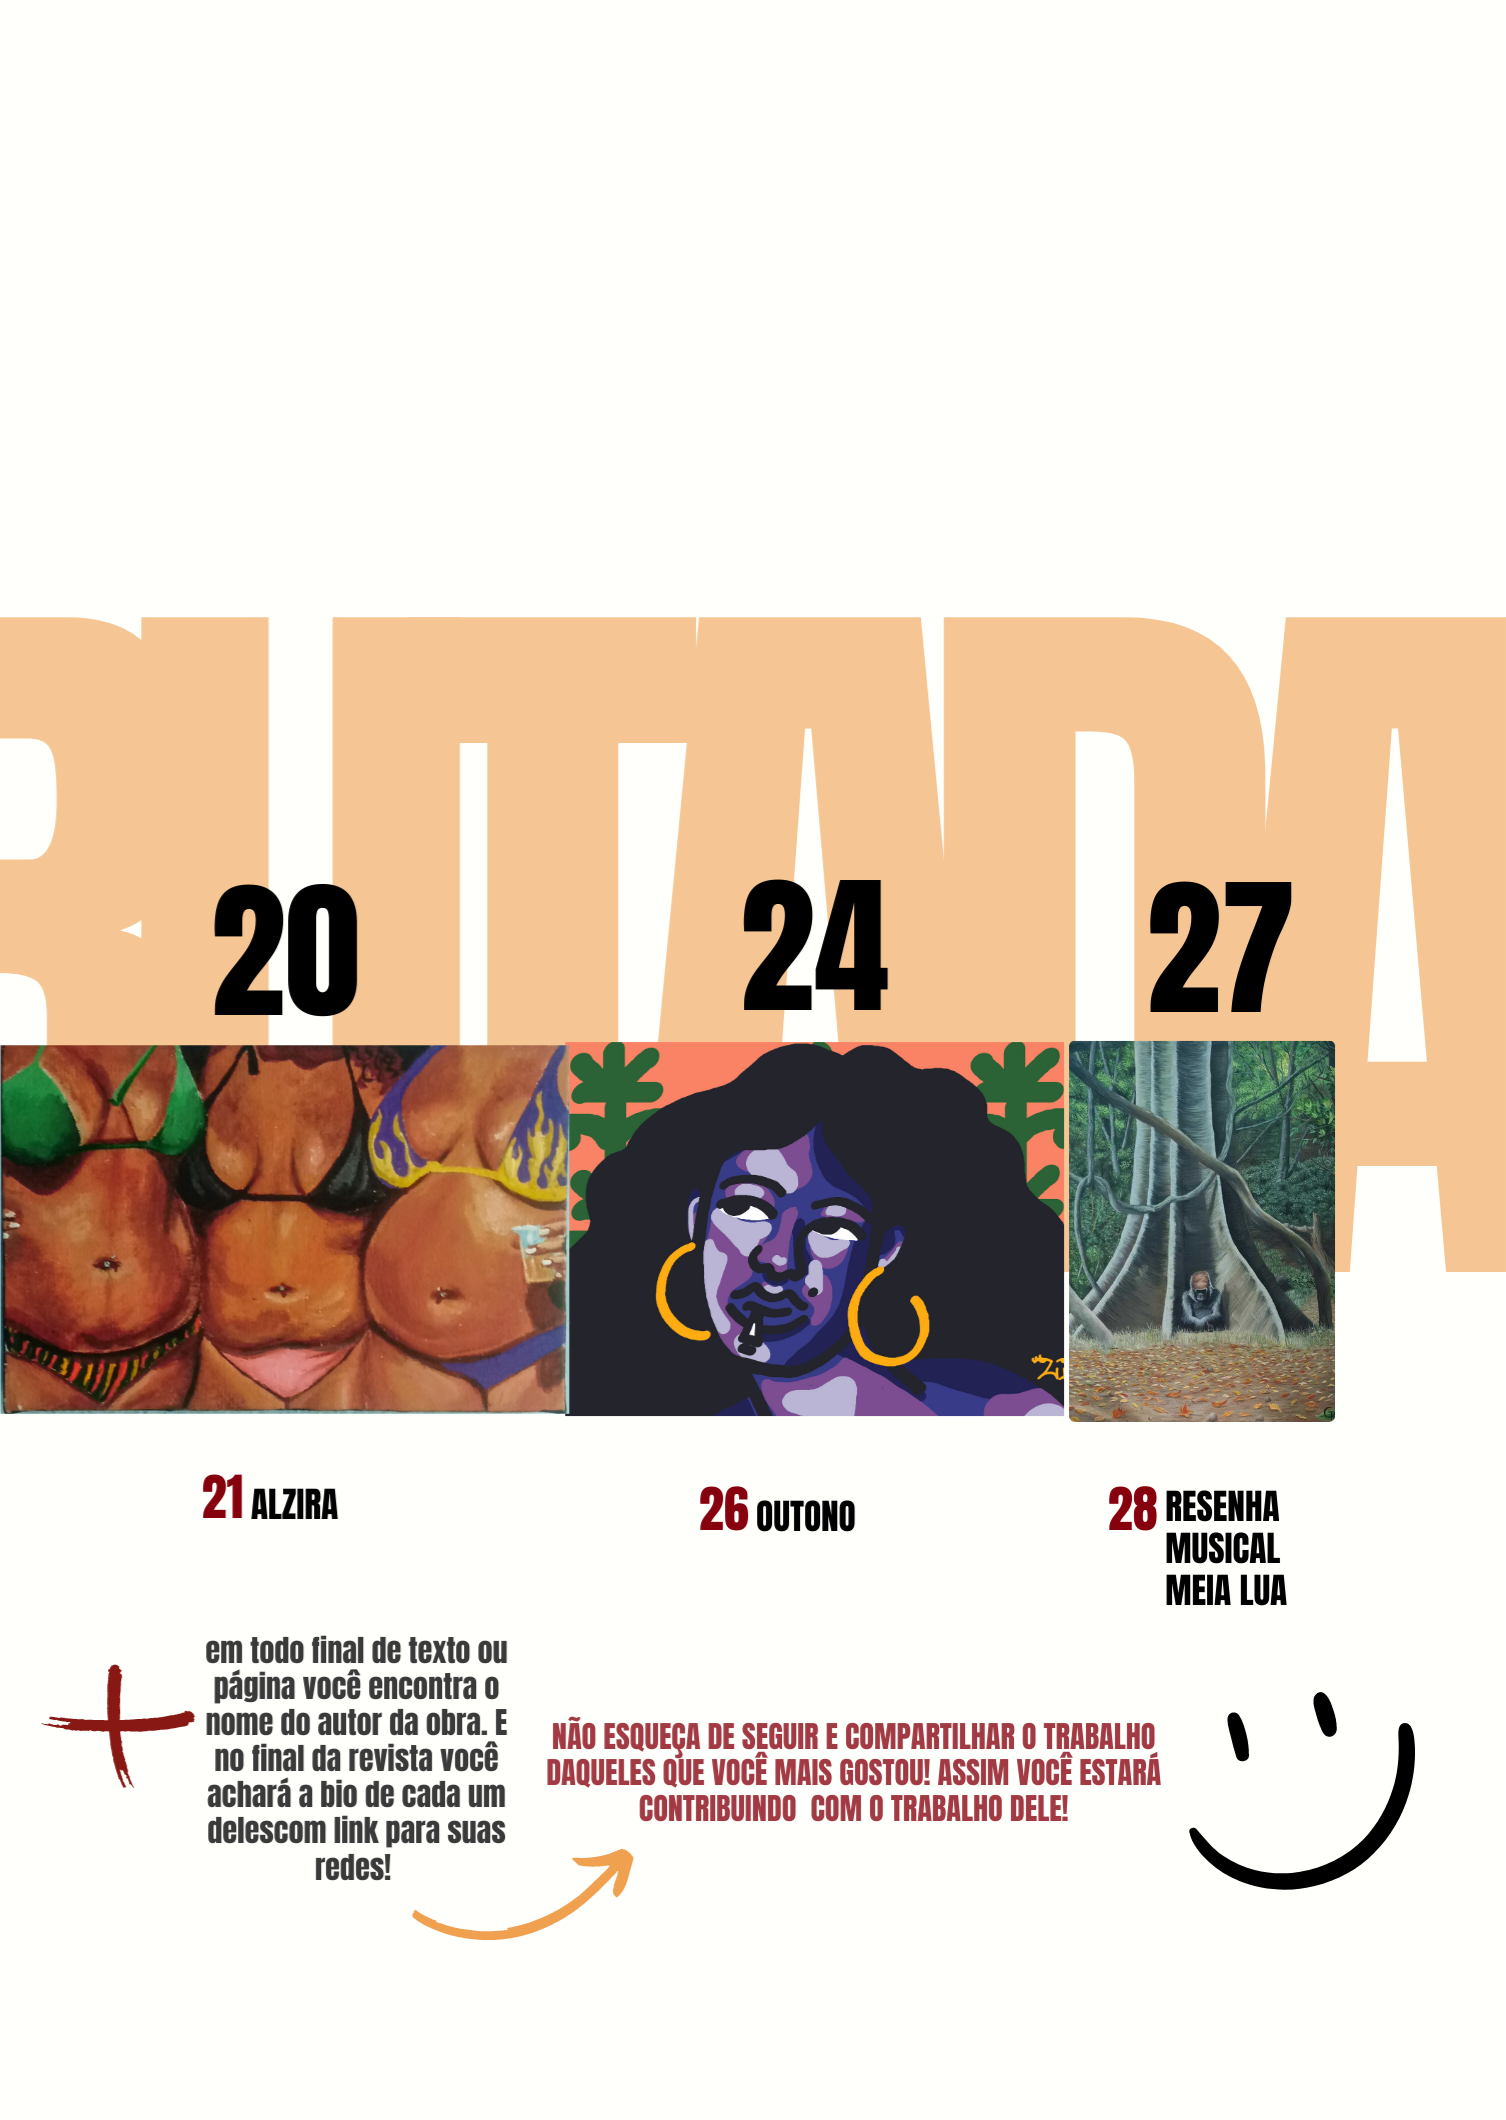 RUTADA
20
24
27
21 ALZIRA
26 OUTONO
28 RESENHA
MUSICAL
MEIA LUA
em todo final de texto ou
página você encontra o
nome do autor da obra. E
no final da revista você
achará a bio de cada um
delescom link para suas
redes!
NÃO ESQUEÇA DE SEGUIR E COMPARTILHAR O TRABALHO
DAQUELES QUE VOCÊ MAIS GOSTOU! ASSIM VOCÊ ESTARÁ
CONTRIBUINDO  COM O TRABALHO DELE!